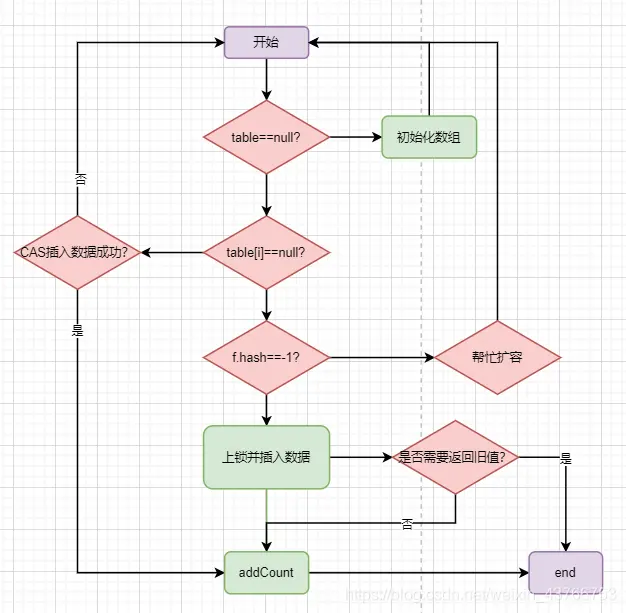 开始
table==null?
初始化数组
否
CAS插入数据成功?
table[i]==null?
是
f.hash==-1?
帮忙扩容
上锁并插入数据
是否需要返回旧值?
是
否
addCount
end
https://blog.csdn.net/weixin_43766753